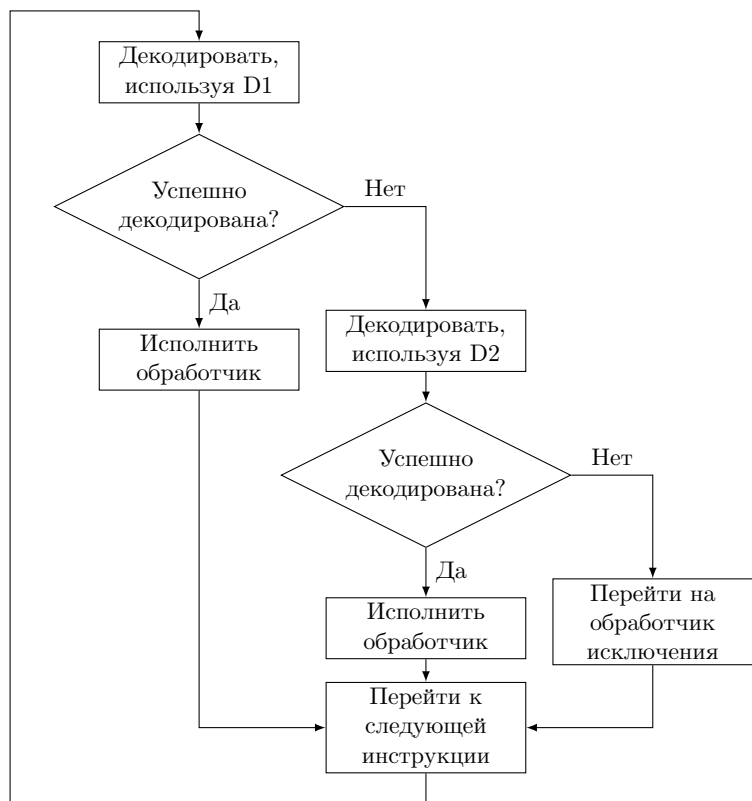 Декодировать,
используя D1
Успешно
декодирована?
Нет
Да
Исполнить
обработчик
Декодировать,
используя D2
Успешно
декодирована?
Нет
Да
Исполнить
обработчик
Перейти на
обработчик
исключения
Перейти к
следующей
инструкции